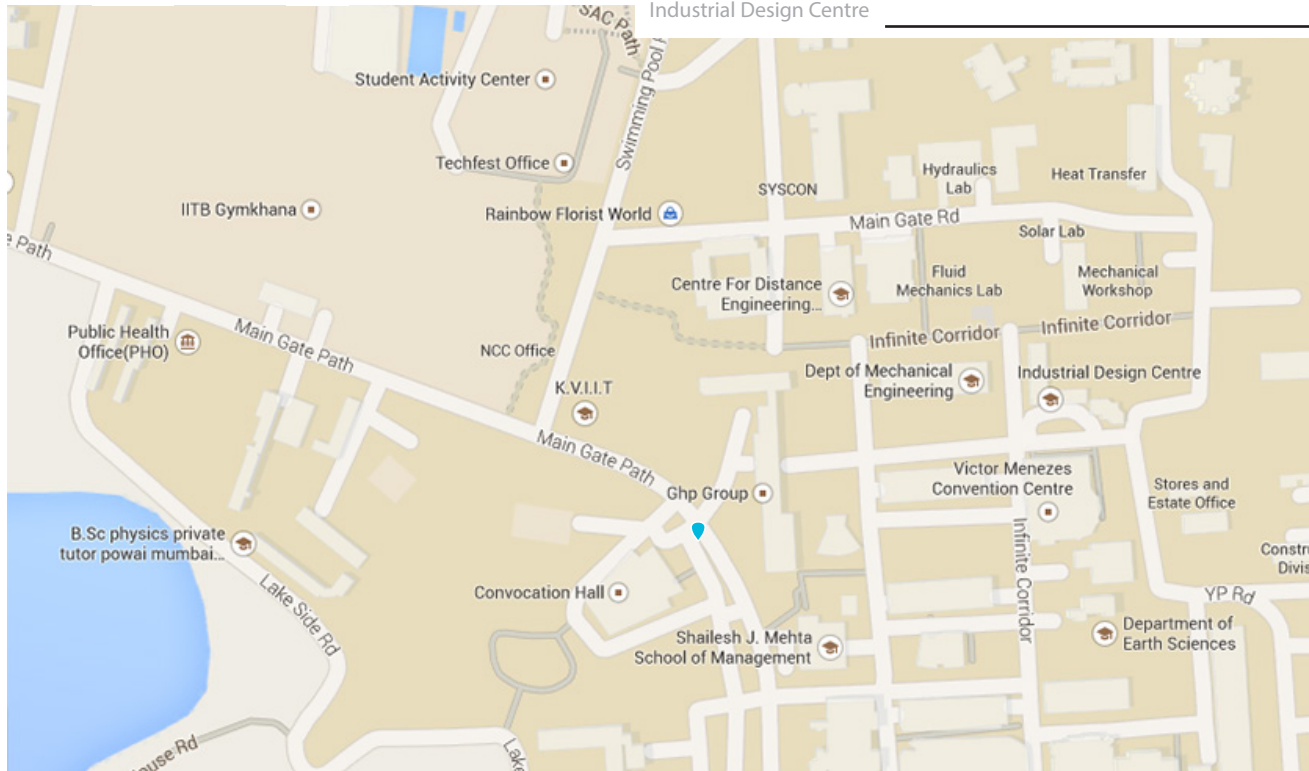 Industrial Design Centre
SAC Path
Student Activity Center
Swimming Pool
Techfest Office
Hydraulics
Lab
Heat Transfer
SYSCON
IITB Gymkhana
Rainbow Florist World
Main Gate Rd
Solar Lab
Path
Centre For Distance
Engineering...
Fluid
Mechanics Lab
Mechanical
Workshop
Public Health
Office(PHO)
Main Gate Path
NCC Office
Infinite Corridor
Infinite Corridor
K.V.I.I.T
Dept of Mechanical
Engineering
Industrial Design Centre
Main Gate Path
Ghp Group
Victor Menezes
Convention Centre
Stores and
Estate Office
B.Sc physics private
tutor powai mumbai...
Infinite Corridor
Convocation Hall
Lake Side Rd
YP Rd
Shailesh J. Mehta
School of Management
Department of
Earth Sciences
Rd